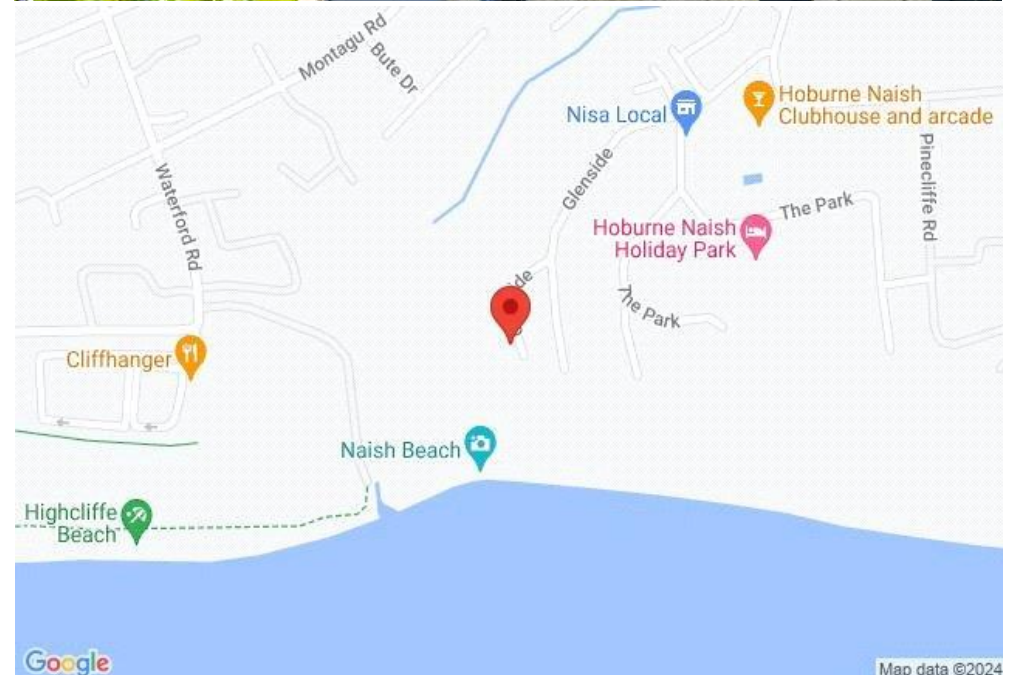 Montagu Rd
Bute Dr
Nisa Local
Hoburne Naish
Clubhouse and arcade
Waterford Rd
Glenside
Pinecliffe Rd
Hoburne Naish
Holiday Park
The Park
The Park
Cliffhanger
Naish Beach
Highcliffe
Beach
Google
Map data ©2024